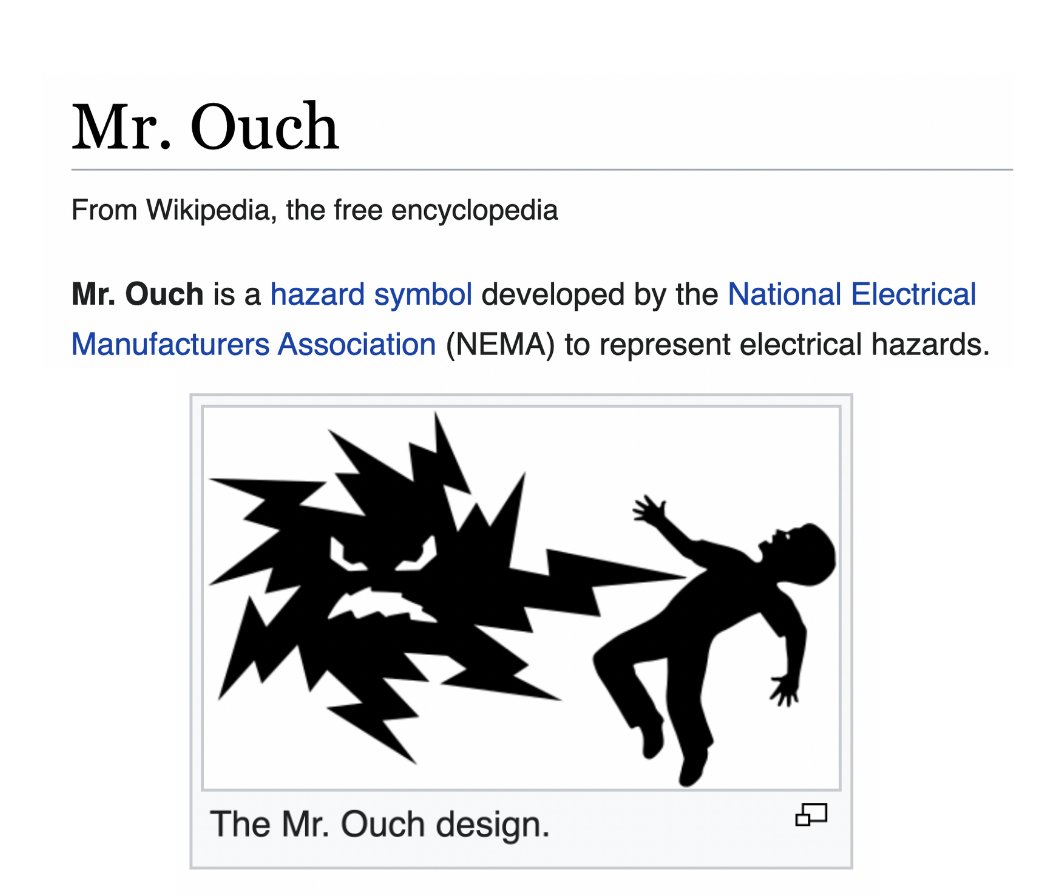 Mr. Ouch
From Wikipedia, the free encyclopedia
Mr. Ouch is a hazard symbol developed by the National Electrical
Manufacturers Association (NEMA) to represent electrical hazards.
The Mr. Ouch design.